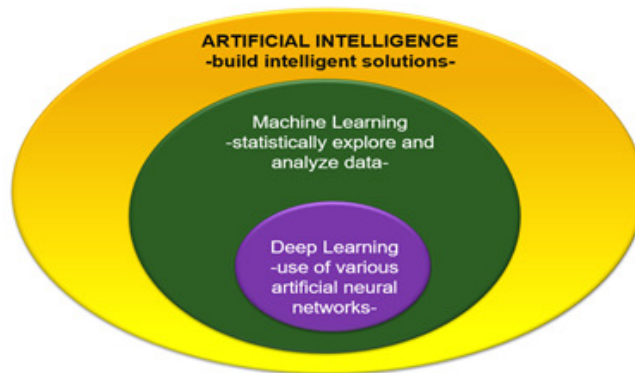 ARTIFICIAL INTELLIGENCE
-build intelligent solutions-
Machine Learning
-statistically explore and
analyze data-
Deep Learning
-use of various
artificial neural
networks-